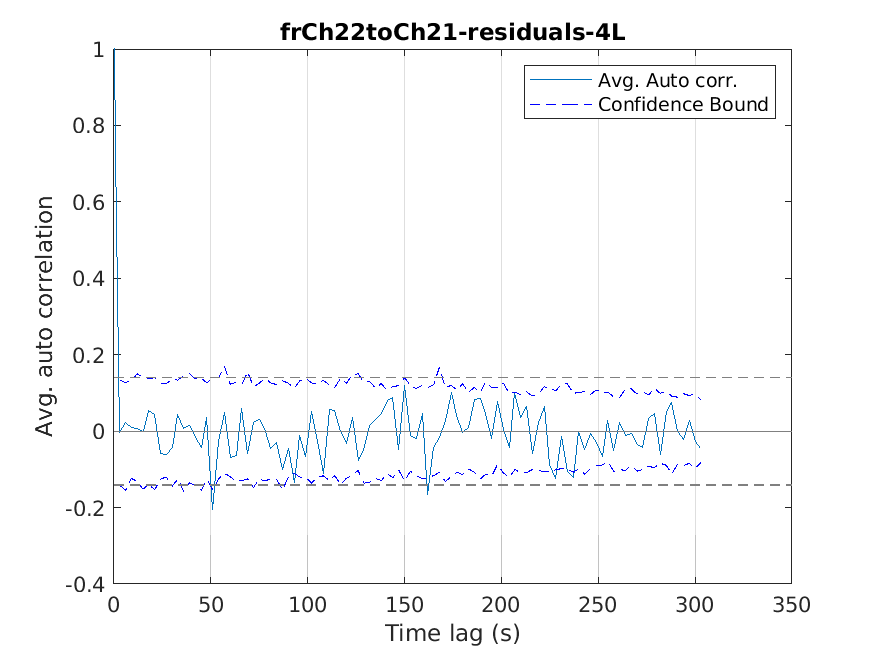 frCh22toCh21-residuals-4L
Avg. auto correlation
1
0.8
0.6
0.4
0.2
0
-0.2
-0.4
Avg. Auto corr.
Confidence Bound
0 50 100 150 200 250 300 350
Time lag (s)